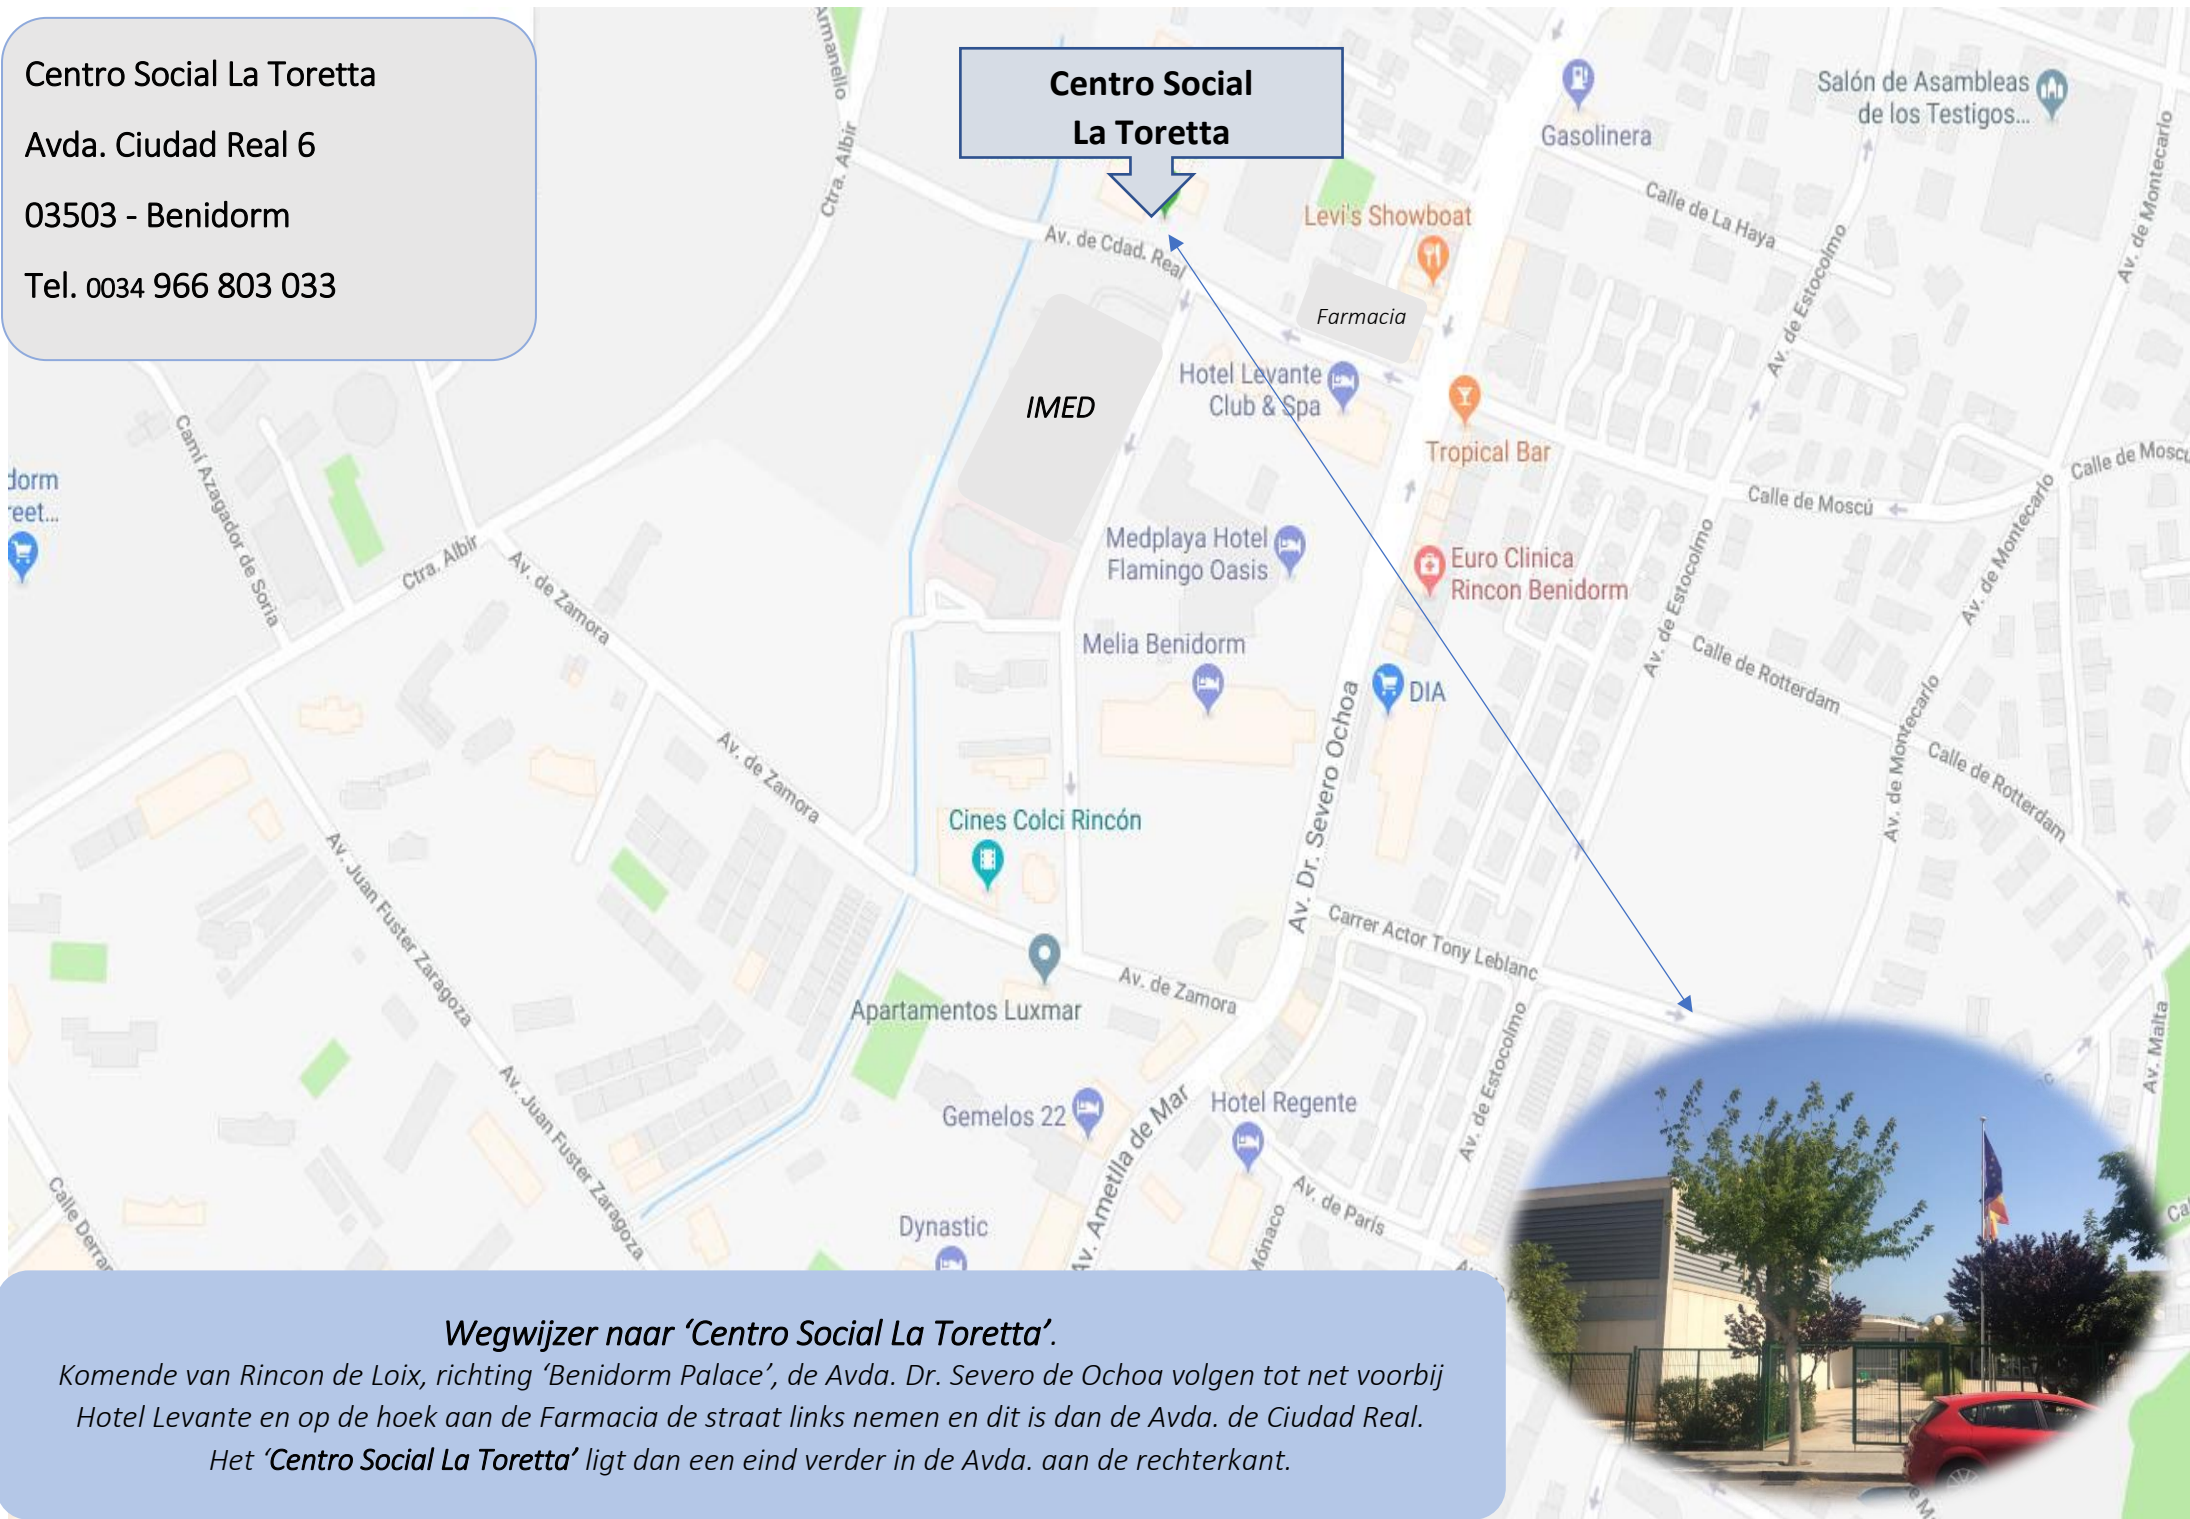 Centro Social La Toretta
Avda. Ciudad Real 6
03503 - Benidorm
Tel. 0034 966 803 033
Centro Social
La Toretta
Armanello
Ctra. Albir
Gasolinera
Salón de Asambleas
de los Testigos...
Av. de Montecarlo
Calle de La Haya
Levi's Showboat
Av. de Cdad. Real
Av. de Estocolmo
Farmacia
Av. de Estocolmo
Hotel Levante
Club & Spa
IMED
Tropical Bar
Calle de Moscú
Calle de Moscú
dorm
reet...
Camí Azagador de Soria
Ctra. Albir
Av. de Zamora
Medplaya Hotel
Flamingo Oasis
Euro Clinica
Rincon Benidorm
Av. de Estocolmo
Av. de Montecarlo
Melia Benidorm
Calle de Rotterdam
DIA
Av. de Montecarlo
Calle de Rotterdam
Av. de Zamora
Av. Dr. Severo Ochoa
Cines Colci Rincón
Av. Juan Fuster Zaragoza
Carrer Actor Tony Leblanc
Apartamentos Luxmar
Av. de Zamora
Av. de Estocolmo
Av. Malta
Gemelos 22
Av. Ametlla de Mar
Hotel Regente
Av. Juan Fuster Zaragoza
Av. de París
Mónaco
Calle Derran
Dynastic
Wegwijzer naar ‘Centro Social La Toretta’.
Komende van Rincon de Loix, richting ‘Benidorm Palace’, de Avda. Dr. Severo de Ochoa volgen tot net voorbij
Hotel Levante en op de hoek aan de Farmacia de straat links nemen en dit is dan de Avda. de Ciudad Real.
Het ‘Centro Social La Toretta’ ligt dan een eind verder in de Avda. aan de rechterkant.